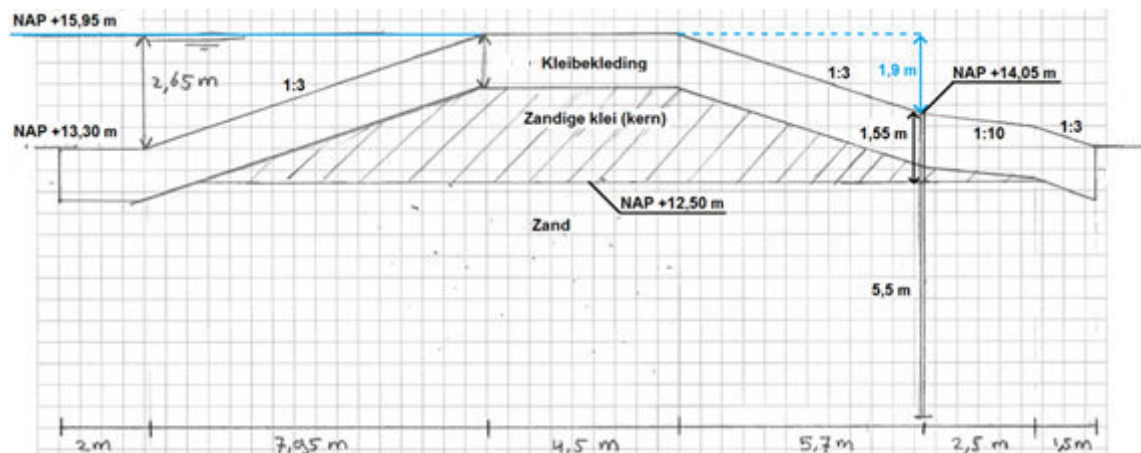 NAP +15,95 m
2,65 m
1:3
Kleibekleding
1:3
1,9 m
NAP +14,05 m
NAP +13,30 m
Zandige klei (kern)
1,55 m
1:10
1:3
NAP +12,50 m
Zand
5,5 m
2m
7,95 m
4,5 m
5,7 m
2,5 m
1,5 m